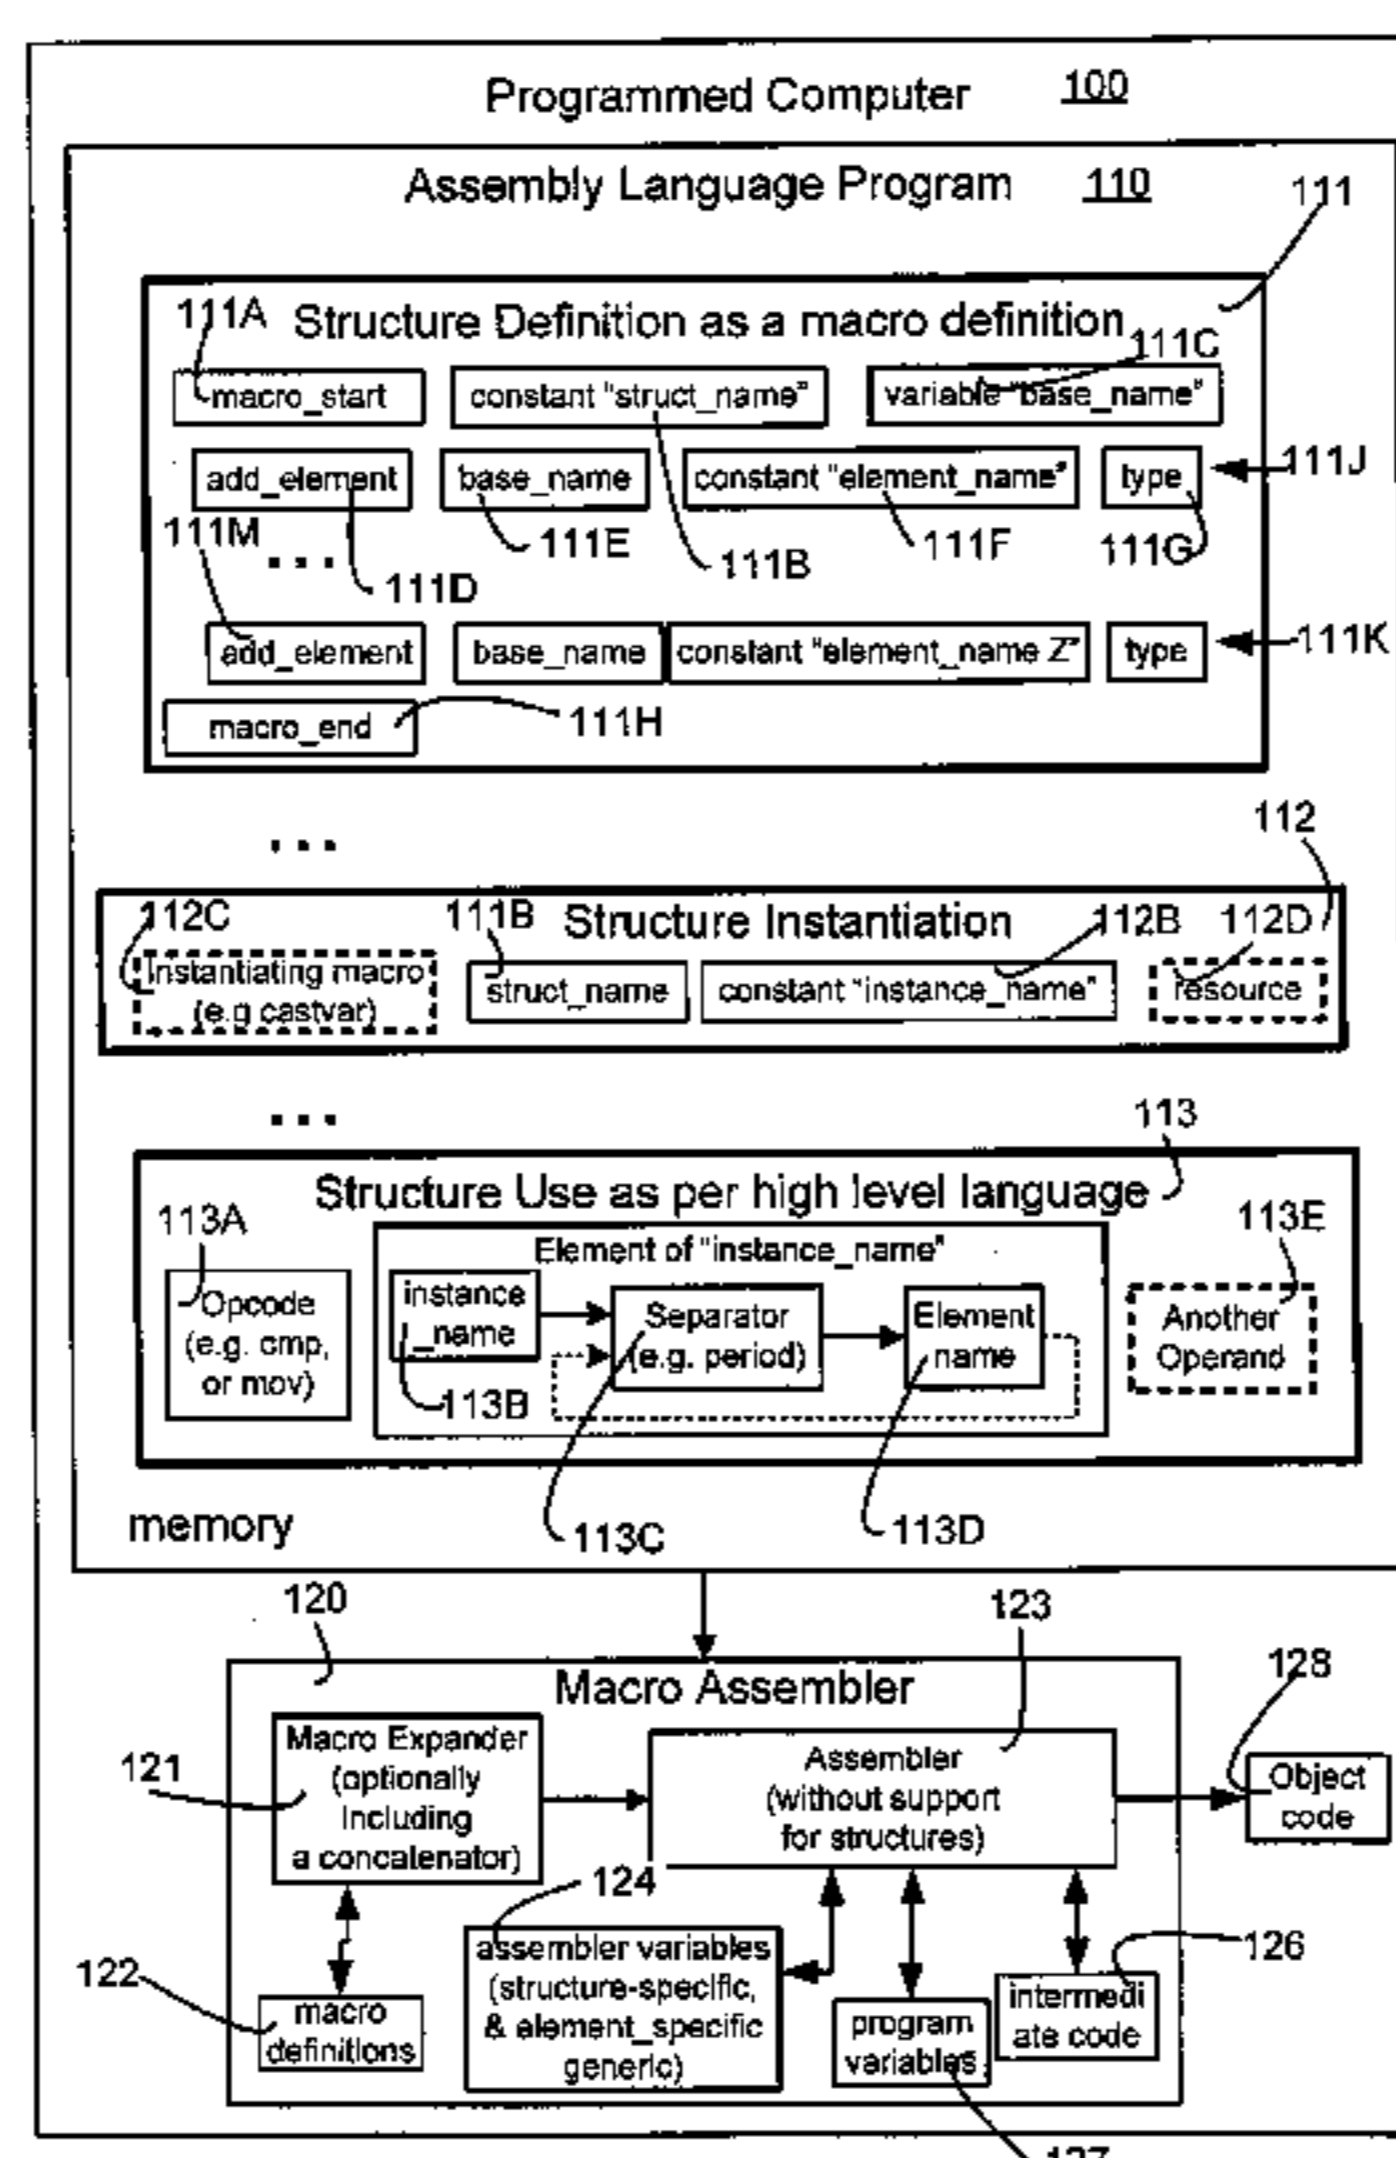 Programmed Computer 100
Assembly Language Program 110
111
111A Structure Definition as a macro definition
111C
macro_start constant "struct_name" variable "base_name"
add_element base_name constant "element_name" type 111J
111M ... 111E 111B 111F 111G
111D
add_element base_name constant "element_name Z" type 111K
macro_end 111H
...
112
112C 111B Structure Instantiation 112B 112D
Instantiating macro
(e.g castvar)
struct_name constant "instance_name" resource
...
113
Structure Use as per high level language
113A 113E
Element of "instance_name"
Opcode
(e.g. cmp,
or mov)
instance
_name
Separator
(e.g. period)
Element
name
Another
Operand
113B
memory 113C 113D
120 123
Macro Assembler
128
121
Macro Expander
(optionally
Including
a concatenator)
Assembler
(without support
for structures)
Object
code
124
122
macro
definitions
assembler variables
(structure-specific,
& element_specific
generic)
program
variables
126
intermedi
ate code
127